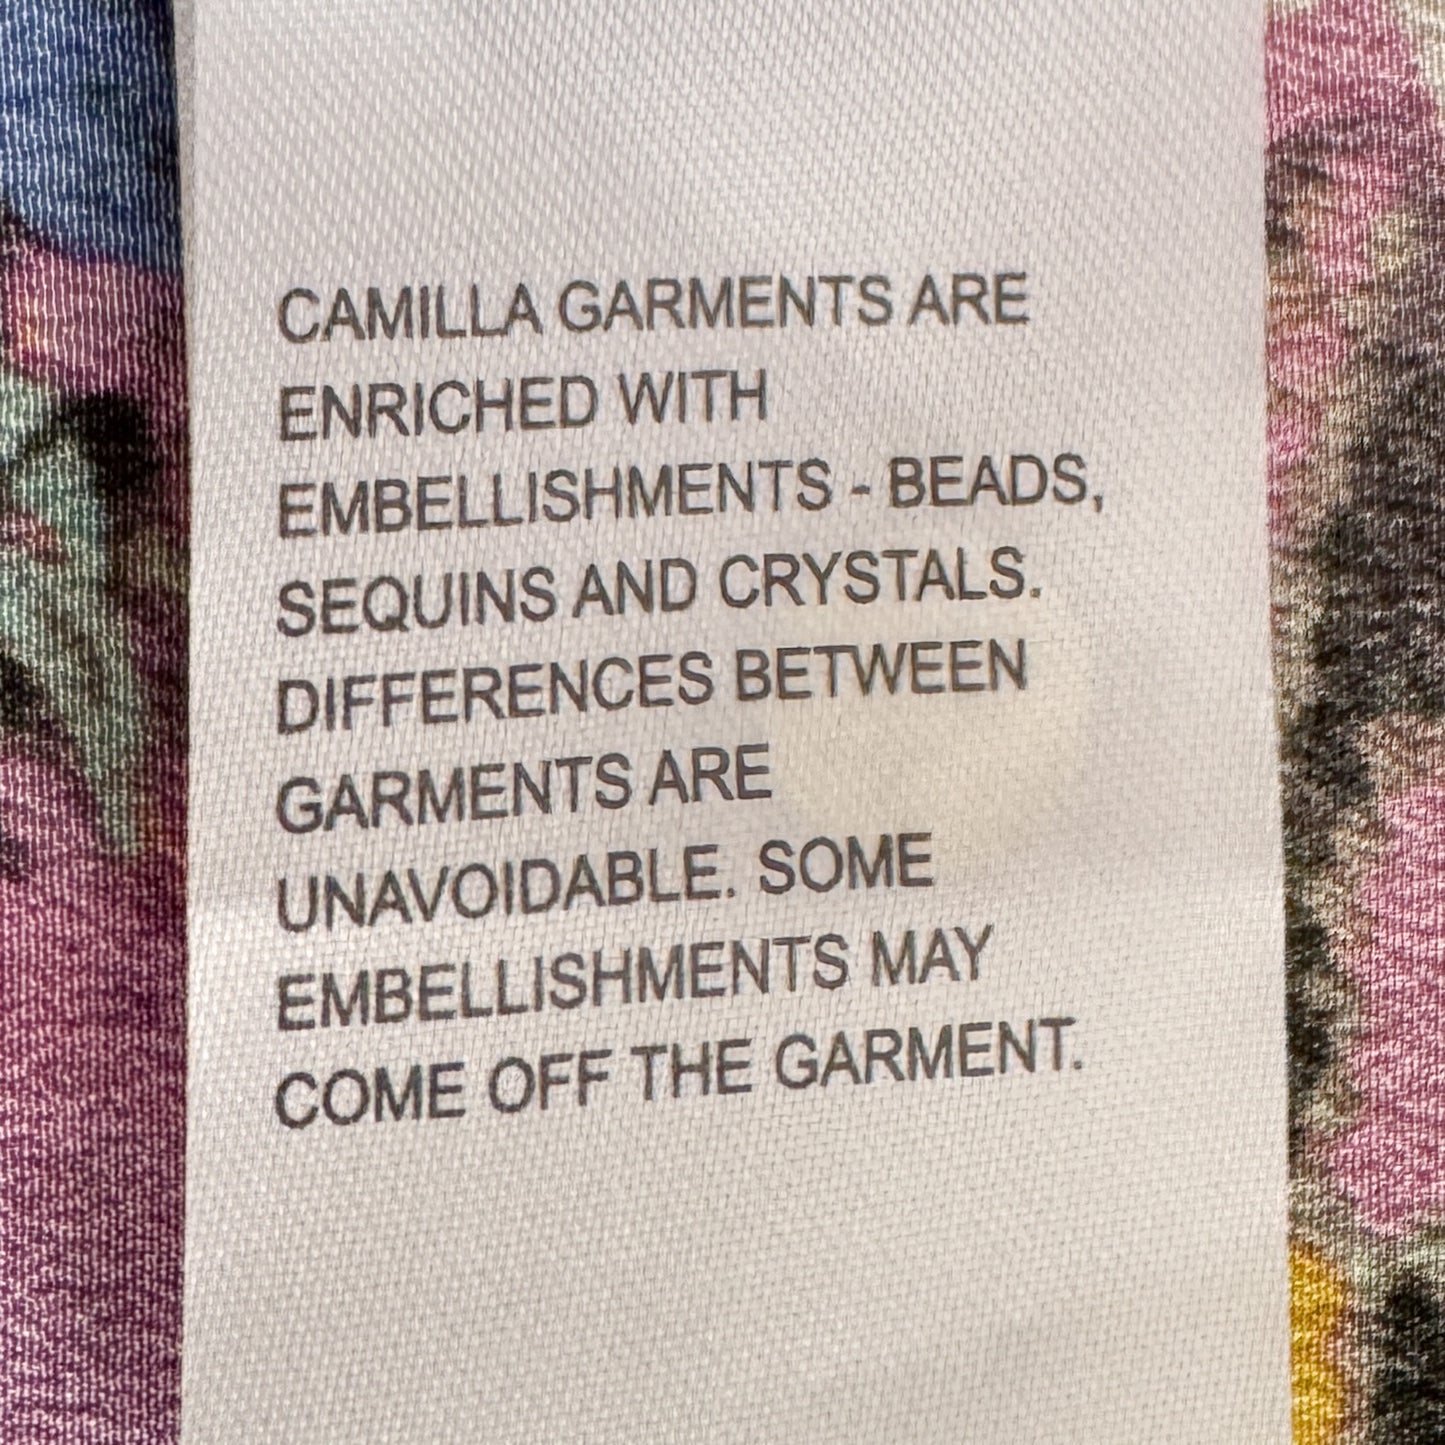 CAMILLA GARMENTS ARE
ENRICHED WITH
EMBELLISHMENTS - BEADS,
SEQUINS AND CRYSTALS.
DIFFERENCES BETWEEN
GARMENTS ARE
UNAVOIDABLE. SOME
EMBELLISHMENTS MAY
COME OFF THE GARMENT.